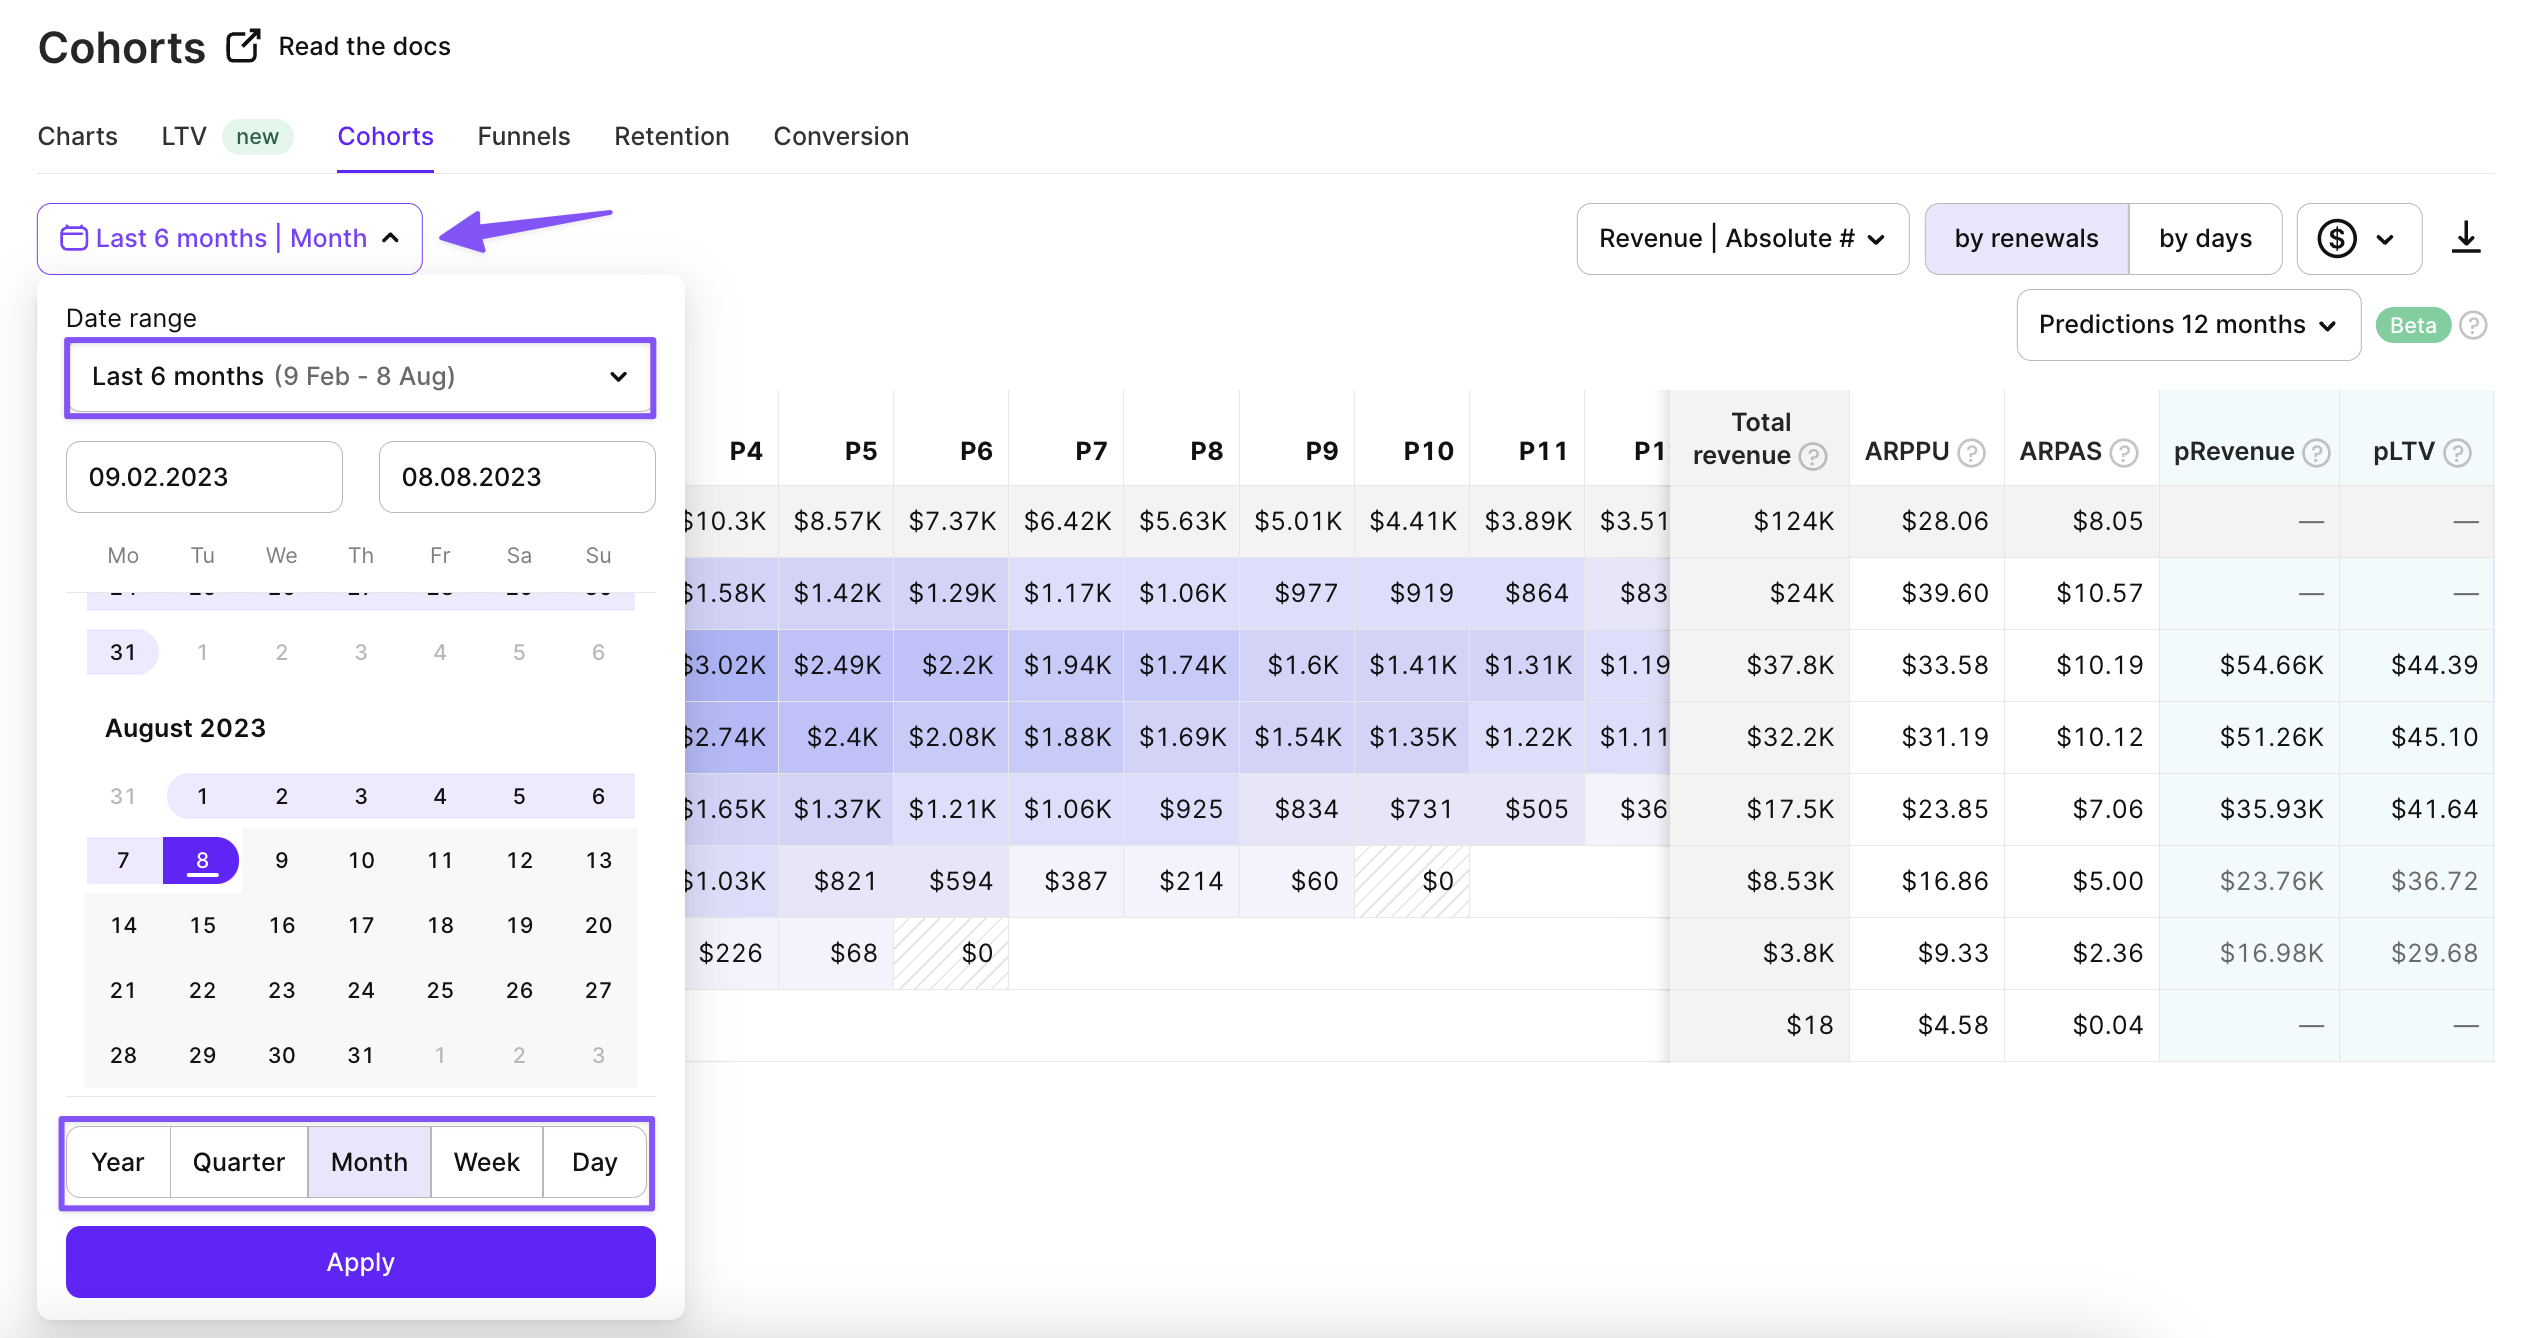 Cohorts Read the docs
Charts LTV new Cohorts Funnels Retention Conversion
Last 6 months | Month
Revenue | Absolute # by renewals by days $
Predictions 12 months Beta ?
Date range
Last 6 months (9 Feb - 8 Aug)
09.02.2023 08.08.2023
Mo Tu We Th Fr Sa Su
31 1 2 3 4 5 6
August 2023
31 1 2 3 4 5 6
7 8 9 10 11 12 13
14 15 16 17 18 19 20
21 22 23 24 25 26 27
28 29 30 31 1 2 3
Year Quarter Month Week Day
Apply
P4 P5 P6 P7 P8 P9 P10 P11 Total revenue ? ARPPU ? ARPAS ? pRevenue ? pLTV ?
$10.3K $8.57K $7.37K $6.42K $5.63K $5.01K $4.41K $3.89K $3.51 $124K $28.06 $8.05 — —
$1.58K $1.42K $1.29K $1.17K $1.06K $977 $919 $864 $83 $24K $39.60 $10.57 — —
$3.02K $2.49K $2.2K $1.94K $1.74K $1.6K $1.41K $1.31K $1.19 $37.8K $33.58 $10.19 $54.66K $44.39
$2.74K $2.4K $2.08K $1.88K $1.69K $1.54K $1.35K $1.22K $1.11 $32.2K $31.19 $10.12 $51.26K $45.10
$1.65K $1.37K $1.21K $1.06K $925 $834 $731 $505 $36 $17.5K $23.85 $7.06 $35.93K $41.64
$1.03K $821 $594 $387 $214 $60 $0 $8.53K $16.86 $5.00 $23.76K $36.72
$226 $68 $0 $3.8K $9.33 $2.36 $16.98K $29.68
$18 $4.58 $0.04 — —